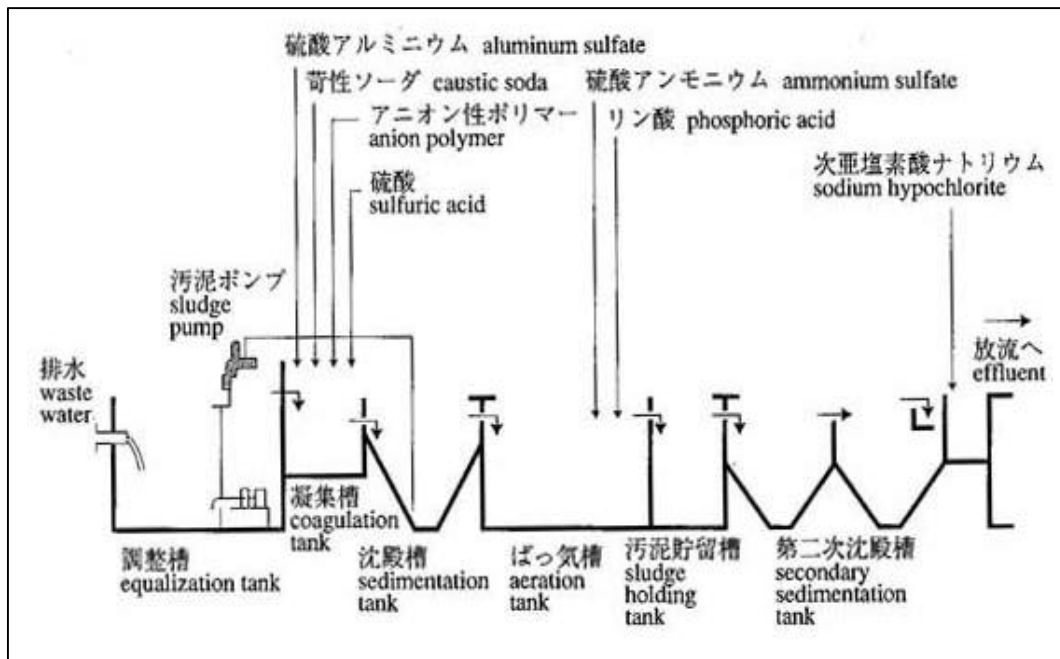 硫酸アルミニウム aluminum sulfate
苛性ソーダ caustic soda
アニオン性ポリマー
anion polymer
硫酸
sulfuric acid
硫酸アンモニウム ammonium sulfate
リン酸 phosphoric acid
次亜塩素酸ナトリウム
sodium hypochlorite
汚泥ポンプ
sludge
pump
排水
waste
water
放流へ
effluent
調整槽
equalization tank
凝集槽
coagulation
tank
沈殿槽
sedimentation
tank
ばっ気槽
aeration
tank
汚泥貯留槽
sludge
holding
tank
第二次沈殿槽
secondary
sedimentation
tank